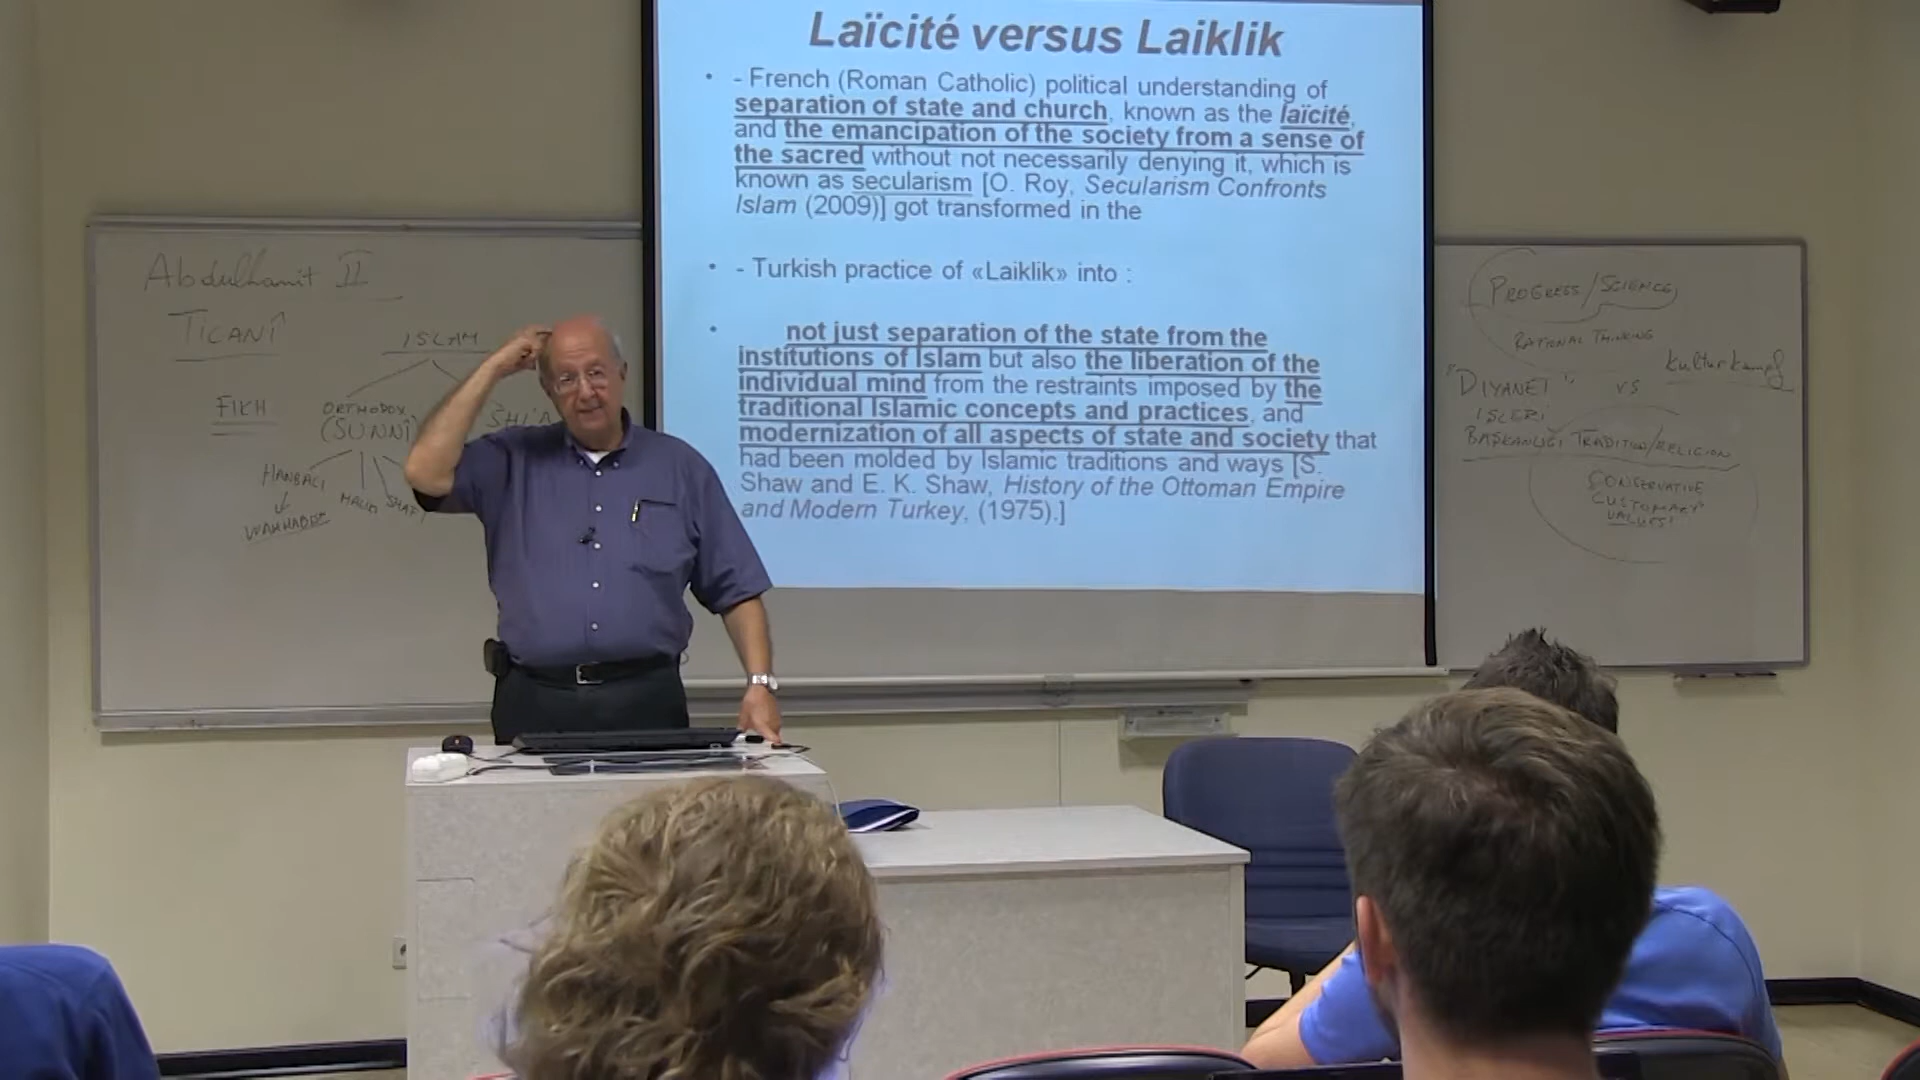 Laïcité versus Laiklik
• - French (Roman Catholic) political understanding of
separation of state and church, known as the laïcité,
and the emancipation of the society from a sense of
the sacred without not necessarily denying it, which is
known as secularism [O. Roy, Secularism Confronts
Islam (2009)] got transformed in the
• - Turkish practice of «Laiklik» into :
• not just separation of the state from the
institutions of Islam but also the liberation of the
individual mind from the restraints imposed by the
traditional Islamic concepts and practices, and
modernization of all aspects of state and society that
had been molded by Islamic traditions and ways [S.
Shaw and E. K. Shaw, History of the Ottoman Empire
and Modern Turkey, (1975).]
Abdulhamit II
TICANÎ
ISLAM
FIKH
ORTHODOX
(SUNNÎ)
SHI'A
HANBALI
↓
WAHHABI
MALIKI
SHAFI
PROGRESS/SCIENCE
RATIONAL THINKING
"DIYANET"
ISLERI
BAŞKANLIĞI
vs
Kulturkampf
TRADITION/RELIGION
CONSERVATIVE
CUSTOMARY
VALUES!